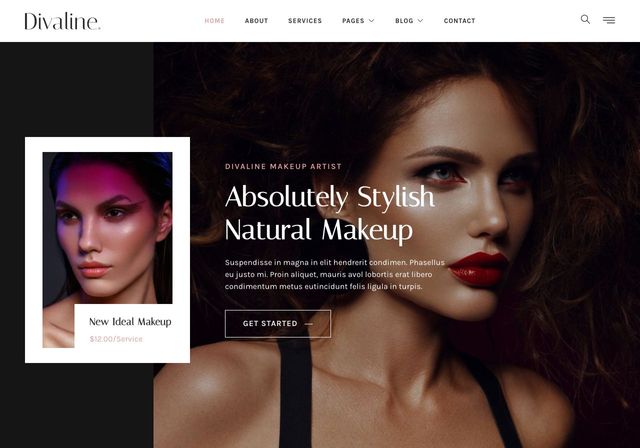 Divaline.
HOME ABOUT SERVICES PAGES BLOG CONTACT
DIVALINE MAKEUP ARTIST
Absolutely Stylish
Natural Makeup
Suspendisse in magna in elit hendrerit condimen. Phasellus
eu justo mi. Proin aliquet, mauris avol lobortis erat libero
condimentum metus eutincidunt felis ligula in turpis.
GET STARTED
New Ideal Makeup
$12.00/Service